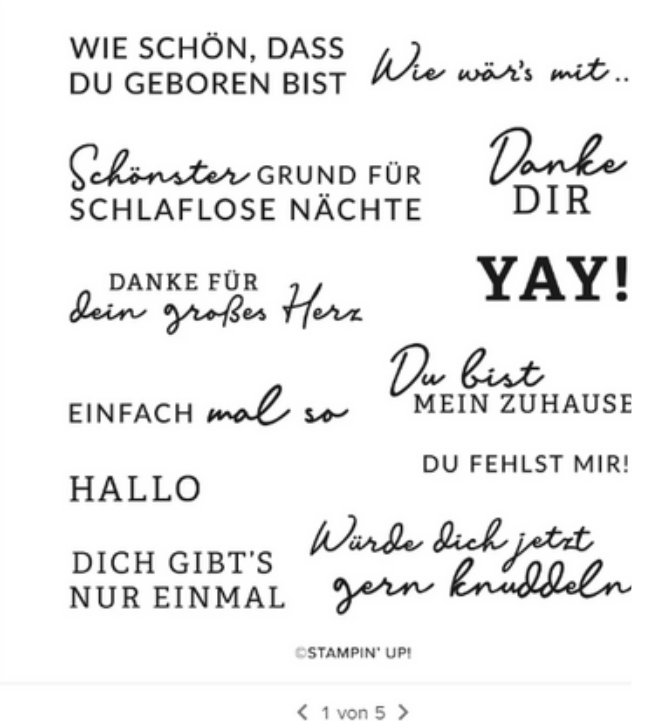 WIE SCHÖN, DASS
DU GEBOREN BIST
Wie wär's mit..
Schönster GRUND FÜR
SCHLAFLOSE NÄCHTE
Danke
DIR
DANKE FÜR
dein großes Herz
YAY!
Du bist
MEIN ZUHAUSE
EINFACH mal so
DU FEHLST MIR!
HALLO
Würde dich jetzt
gern knuddeln
DICH GIBT'S
NUR EINMAL
©STAMPIN' UP!
< 1 von 5 >